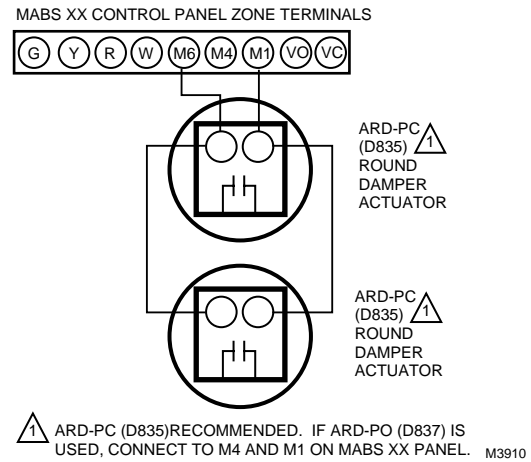 MABS XX CONTROL PANEL ZONE TERMINALS
G Y R W M6 M4 M1 VO VC
ARD-PC 1
(D835)
ROUND
DAMPER
ACTUATOR
ARD-PC 1
(D835)
ROUND
DAMPER
ACTUATOR
1 ARD-PC (D835)RECOMMENDED. IF ARD-PO (D837) IS
USED, CONNECT TO M4 AND M1 ON MABS XX PANEL. M3910